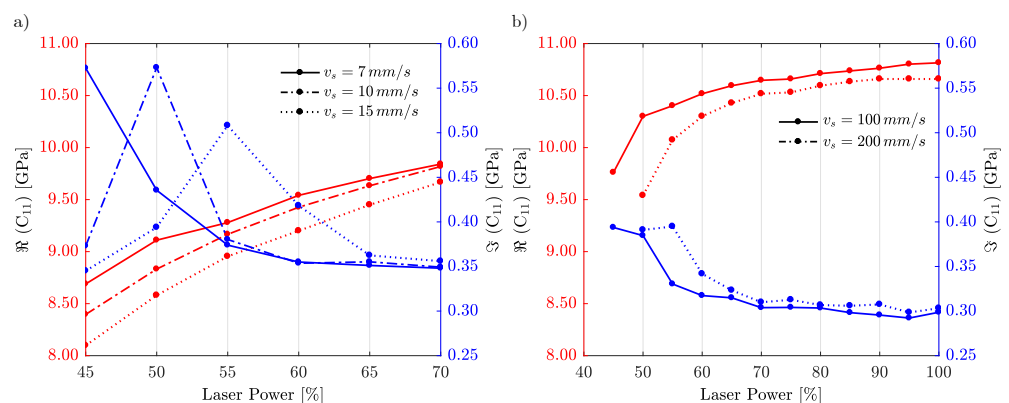 a)
11.00
10.50
10.00
9.50
9.00
8.50
8.00
ℜ (C₁₁) [GPa]
0.60
0.55
0.50
0.45
0.40
0.35
0.30
0.25
ℑ (C₁₁) [GPa]
v_s = 7 mm/s
v_s = 10 mm/s
v_s = 15 mm/s
45 50 55 60 65 70
Laser Power [%]
b)
11.00
10.50
10.00
9.50
9.00
8.50
8.00
ℜ (C₁₁) [GPa]
0.60
0.55
0.50
0.45
0.40
0.35
0.30
0.25
ℑ (C₁₁) [GPa]
v_s = 100 mm/s
v_s = 200 mm/s
40 50 60 70 80 90 100
Laser Power [%]